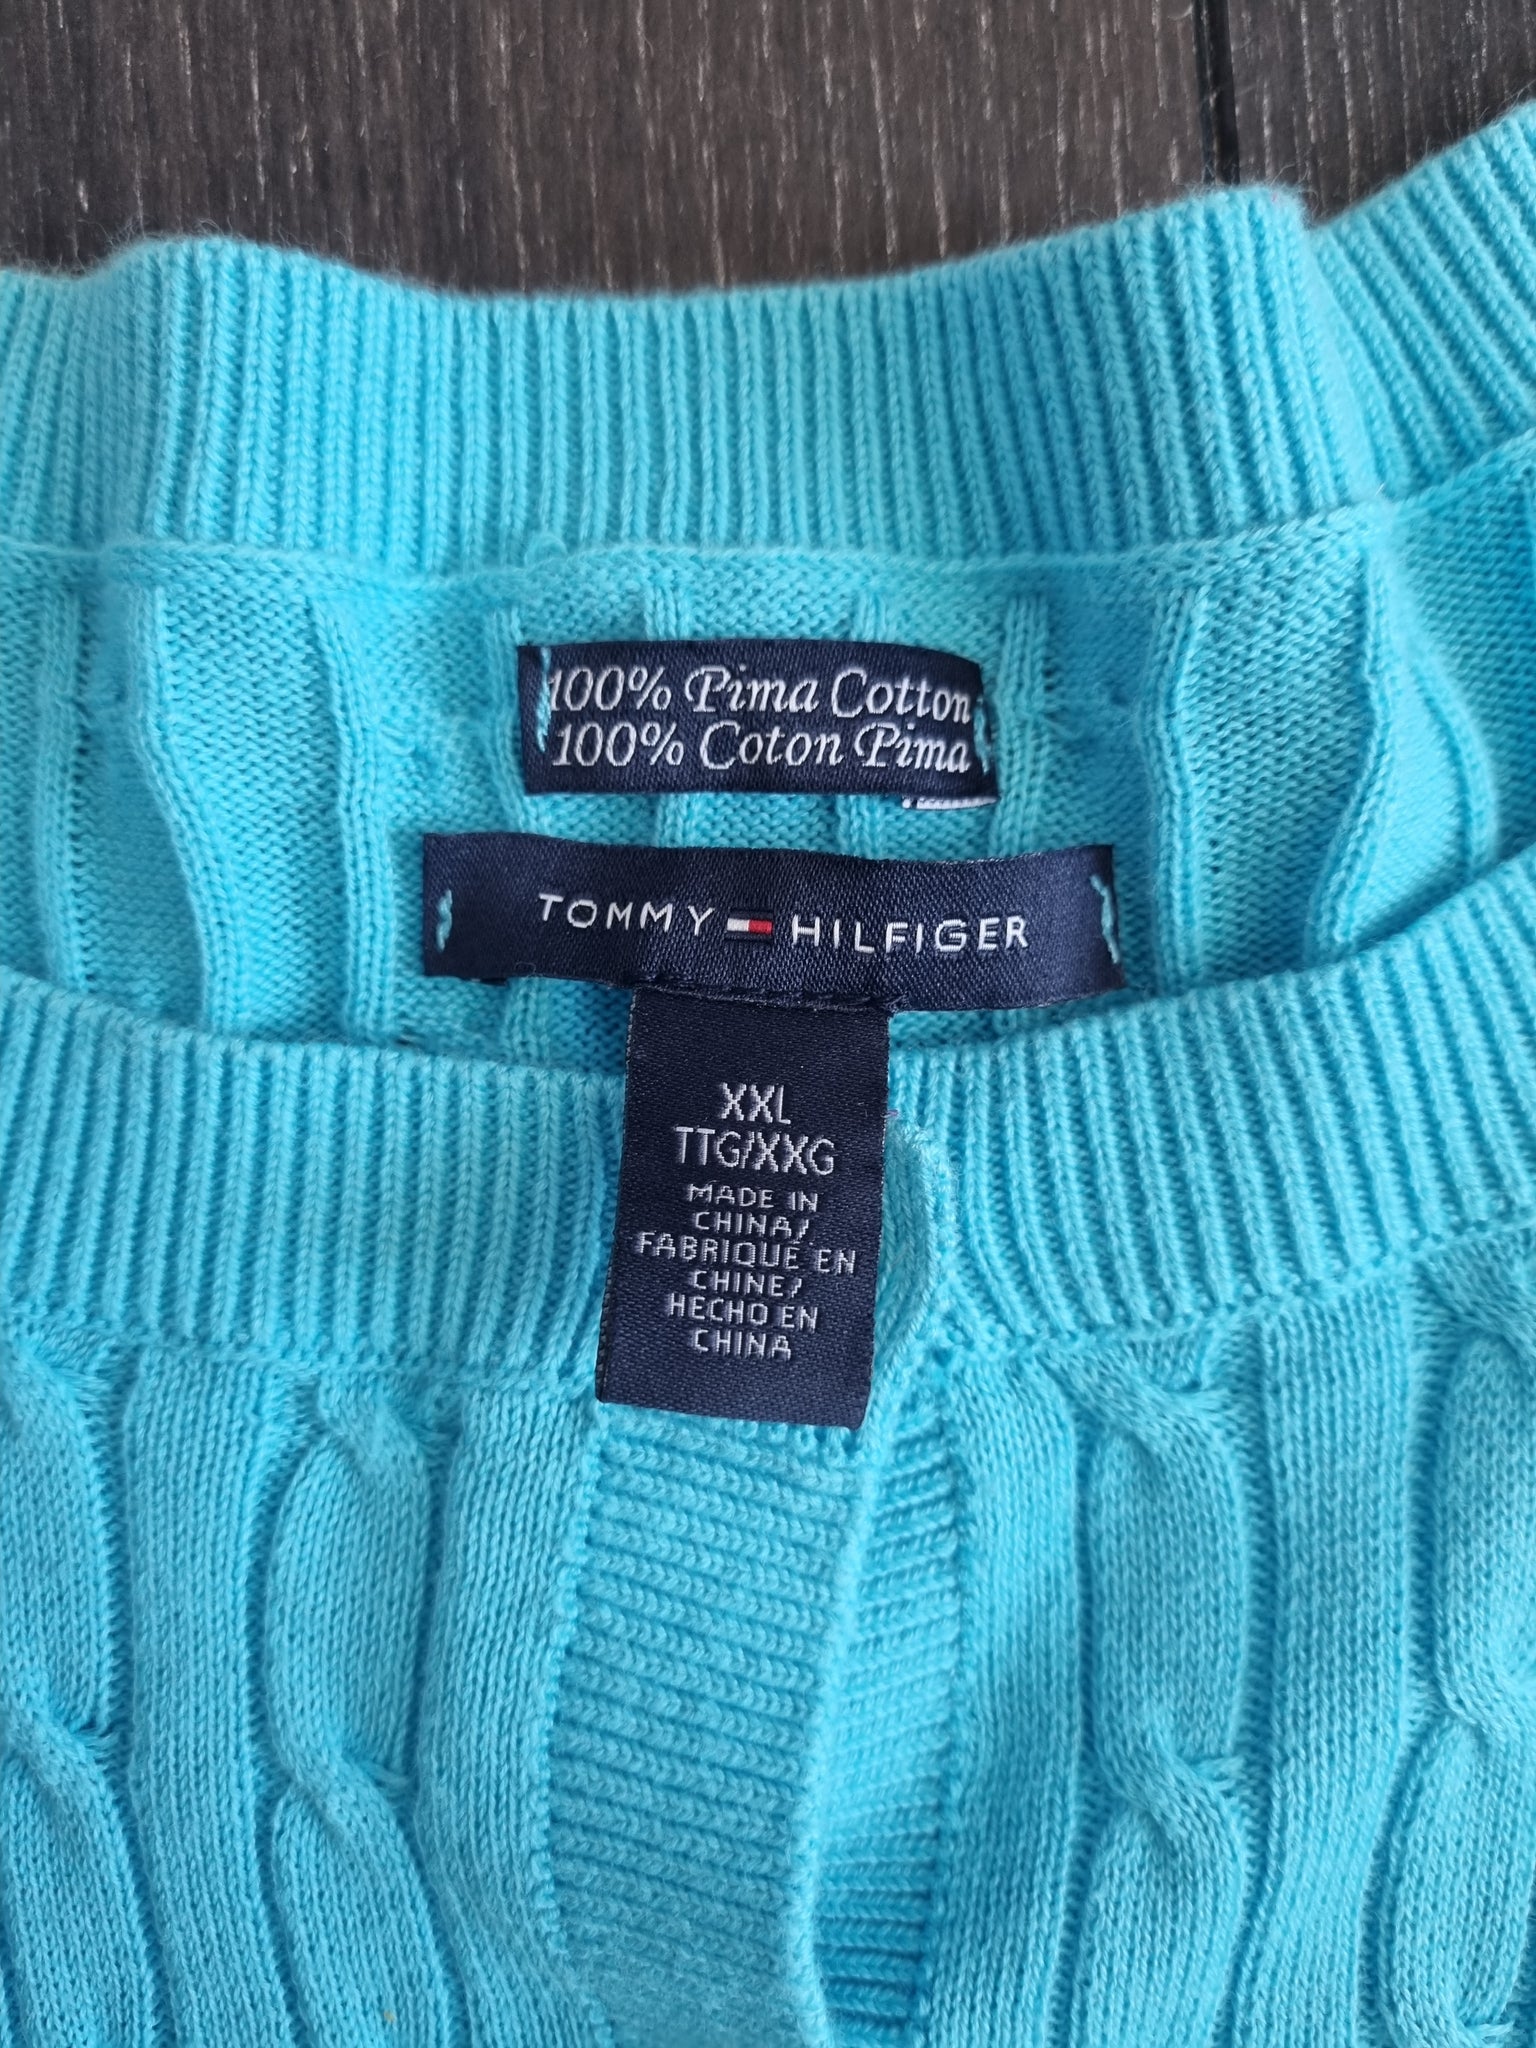 100% Pima Cotton
100% Coton Pima
TOMMY HILFIGER
XXL
TTG/XXG
MADE IN
CHINA/
FABRIQUE EN
CHINE/
HECHO EN
CHINA